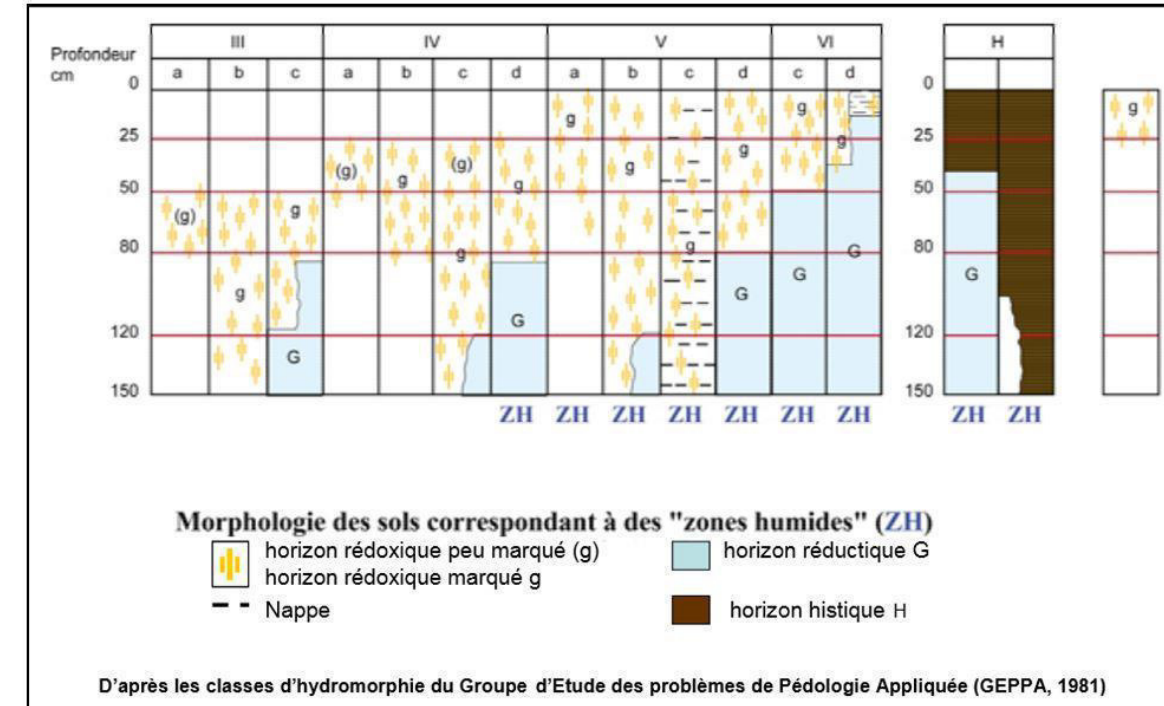 III IV V VI H
Profondeur
cm
a b c a b c d a b c d c d
0 0
g g g g
25 25
(g) g (g) g g g
50 50
(g) g g
80 80
g g g G G G G
120 120
G G
150 150
ZH ZH ZH ZH ZH ZH ZH ZH ZH
Morphologie des sols correspondant à des "zones humides" (ZH)
horizon rédoxique peu marqué (g)
horizon rédoxique marqué g
Nappe
horizon réductique G
horizon histique H
D'après les classes d'hydromorphie du Groupe d'Etude des problèmes de Pédologie Appliquée (GEPPA, 1981)